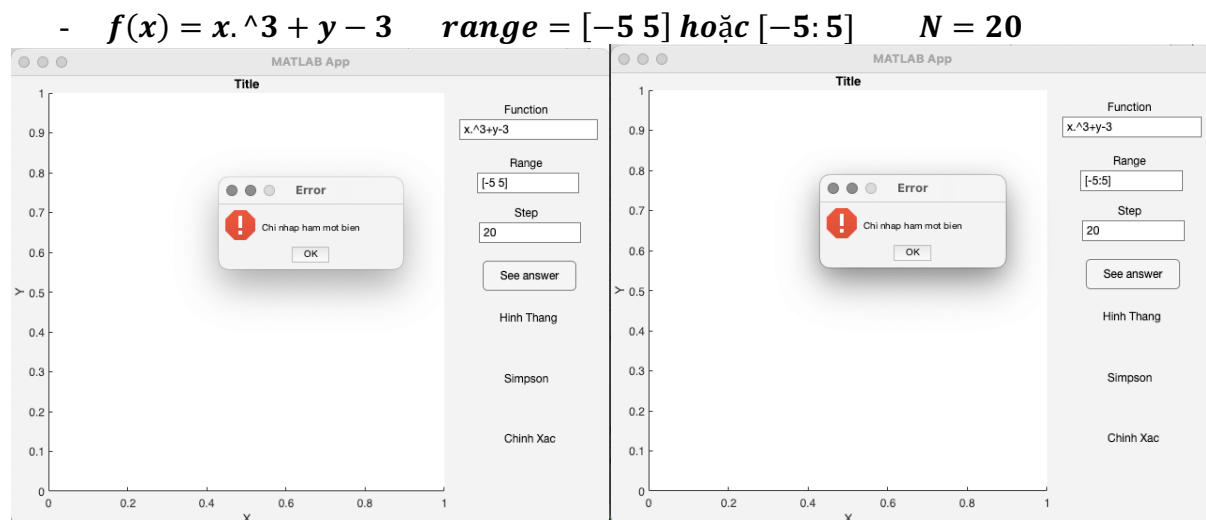 - f(x) = x.^3 + y − 3 range = [−5 5] hoặc [−5: 5] N = 20
MATLAB App
Title
1
0.9
0.8
0.7
0.6
0.5
0.4
0.3
0.2
0.1
0
Y
0
0.2
0.4
0.6
0.8
1
X
Error
Chi nhap ham mot bien
OK
Function
x.^3+y-3
Range
[-5 5]
Step
20
See answer
Hinh Thang
Simpson
Chinh Xac
MATLAB App
Title
1
0.9
0.8
0.7
0.6
0.5
0.4
0.3
0.2
0.1
0
Y
0
0.2
0.4
0.6
0.8
1
X
Error
Chi nhap ham mot bien
OK
Function
x.^3+y-3
Range
[-5:5]
Step
20
See answer
Hinh Thang
Simpson
Chinh Xac